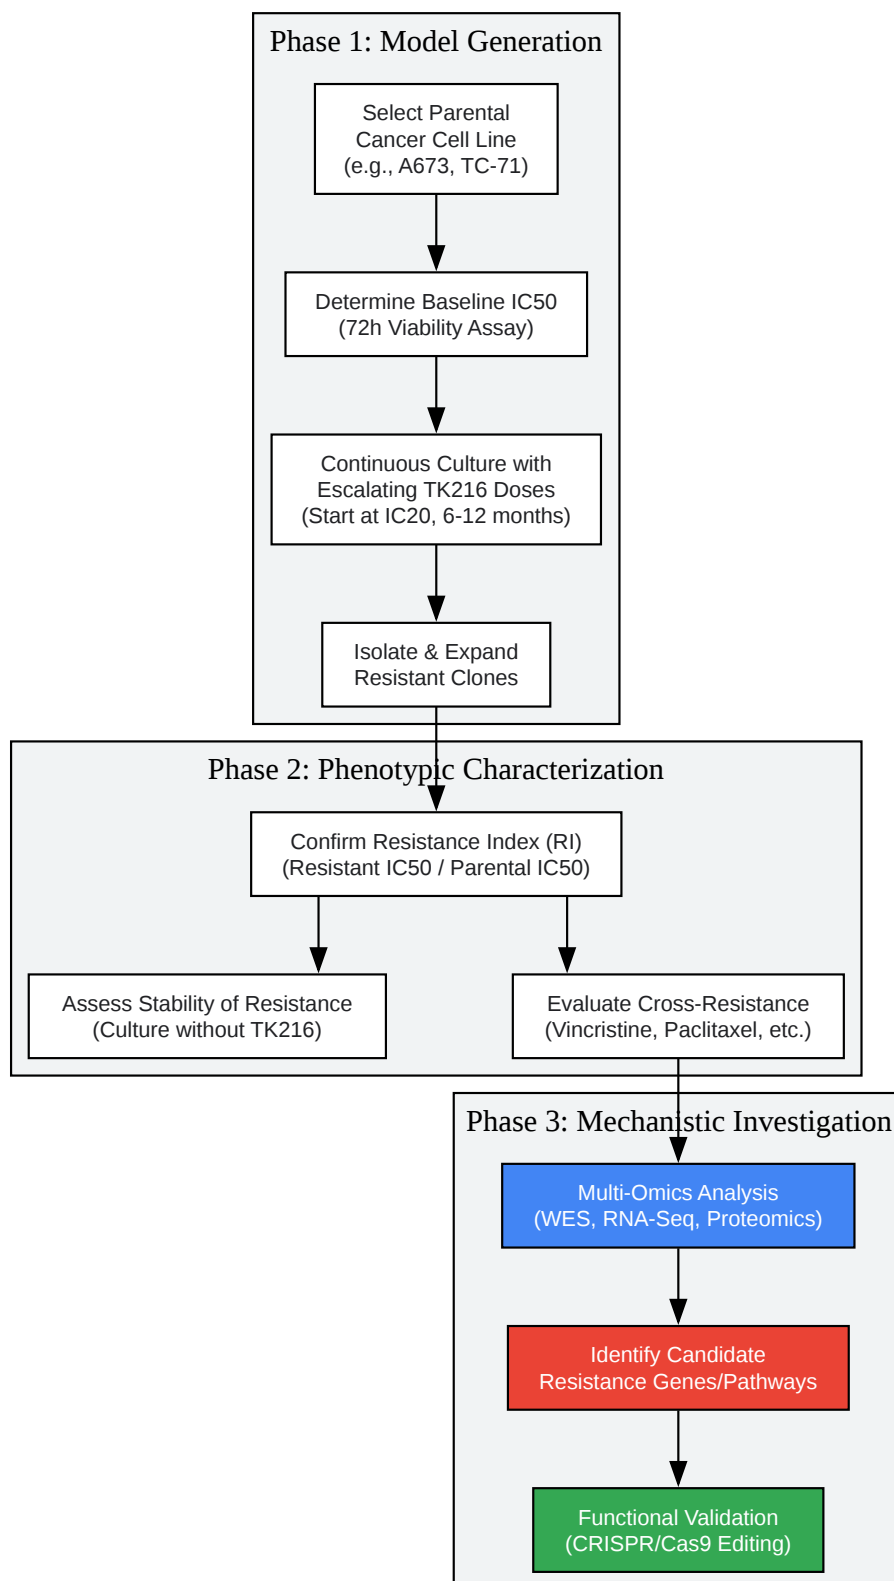 Phase 1: Model Generation
Select Parental
Cancer Cell Line
(e.g., A673, TC-71)
Determine Baseline IC50
(72h Viability Assay)
Continuous Culture with
Escalating TK216 Doses
(Start at IC20, 6-12 months)
Isolate & Expand
Resistant Clones
Phase 2: Phenotypic Characterization
Confirm Resistance Index (RI)
(Resistant IC50 / Parental IC50)
Assess Stability of Resistance
(Culture without TK216)
Evaluate Cross-Resistance
(Vincristine, Paclitaxel, etc.)
Phase 3: Mechanistic Investigation
Multi-Omics Analysis
(WES, RNA-Seq, Proteomics)
Identify Candidate
Resistance Genes/Pathways
Functional Validation
(CRISPR/Cas9 Editing)